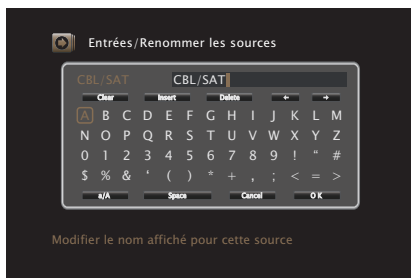 Entrées/Renommer les sources
CBL/SAT CBL/SAT
Clear Insert Delete ← →
A B C D E F G H I J K L M
N O P Q R S T U V W X Y Z
0 1 2 3 4 5 6 7 8 9 ! “ #
$ % & ‘ ( ) * + , ; < = >
a/A Space Cancel OK
Modifier le nom affiché pour cette source